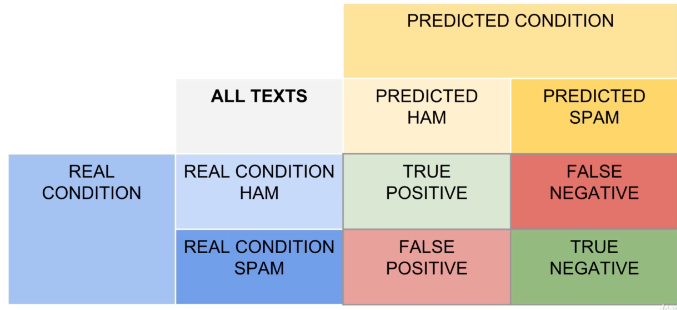 PREDICTED CONDITION
ALL TEXTS
PREDICTED
HAM
PREDICTED
SPAM
REAL
CONDITION
REAL CONDITION
HAM
TRUE
POSITIVE
FALSE
NEGATIVE
REAL CONDITION
SPAM
FALSE
POSITIVE
TRUE
NEGATIVE